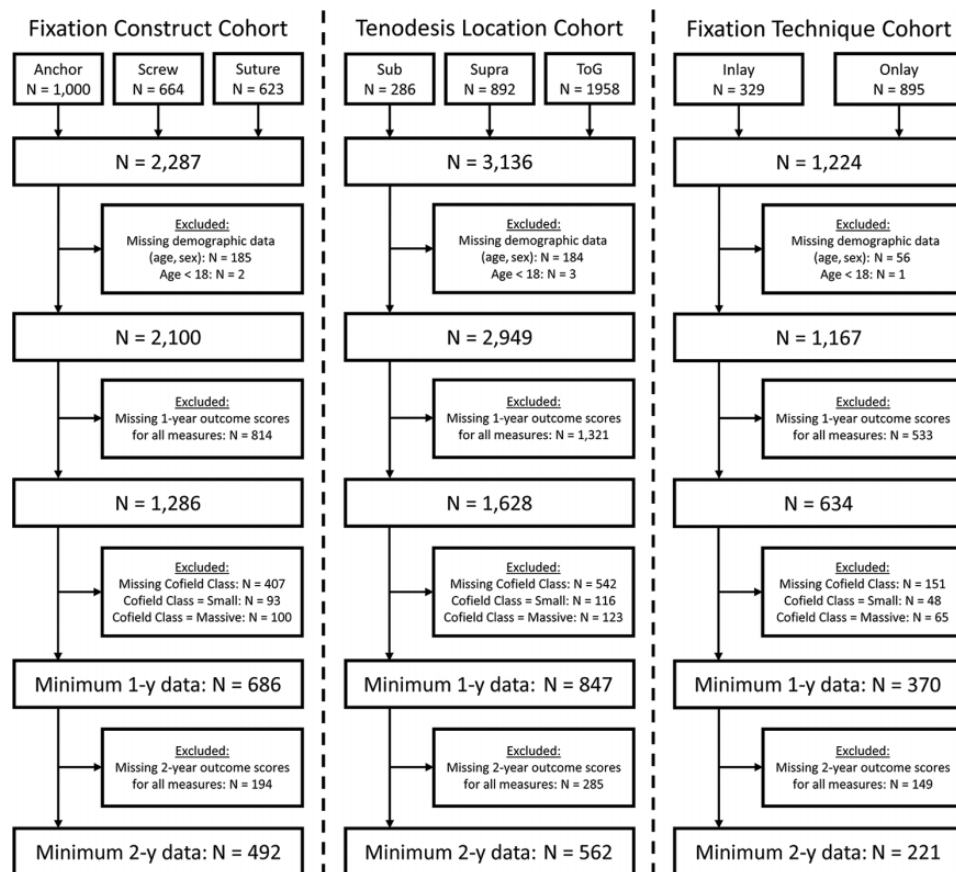 Fixation Construct Cohort
Anchor
N = 1,000
Screw
N = 664
Suture
N = 623
N = 2,287
Excluded:
Missing demographic data
(age, sex): N = 185
Age < 18: N = 2
N = 2,100
Excluded:
Missing 1-year outcome scores
for all measures: N = 814
N = 1,286
Excluded:
Missing Cofield Class: N = 407
Cofield Class = Small: N = 93
Cofield Class = Massive: N = 100
Minimum 1-y data: N = 686
Excluded:
Missing 2-year outcome scores
for all measures: N = 194
Minimum 2-y data: N = 492
Tenodesis Location Cohort
Sub
N = 286
Supra
N = 892
ToG
N = 1958
N = 3,136
Excluded:
Missing demographic data
(age, sex): N = 184
Age < 18: N = 3
N = 2,949
Excluded:
Missing 1-year outcome scores
for all measures: N = 1,321
N = 1,628
Excluded:
Missing Cofield Class: N = 542
Cofield Class = Small: N = 116
Cofield Class = Massive: N = 123
Minimum 1-y data: N = 847
Excluded:
Missing 2-year outcome scores
for all measures: N = 285
Minimum 2-y data: N = 562
Fixation Technique Cohort
Inlay
N = 329
Onlay
N = 895
N = 1,224
Excluded:
Missing demographic data
(age, sex): N = 56
Age < 18: N = 1
N = 1,167
Excluded:
Missing 1-year outcome scores
for all measures: N = 533
N = 634
Excluded:
Missing Cofield Class: N = 151
Cofield Class = Small: N = 48
Cofield Class = Massive: N = 65
Minimum 1-y data: N = 370
Excluded:
Missing 2-year outcome scores
for all measures: N = 149
Minimum 2-y data: N = 221